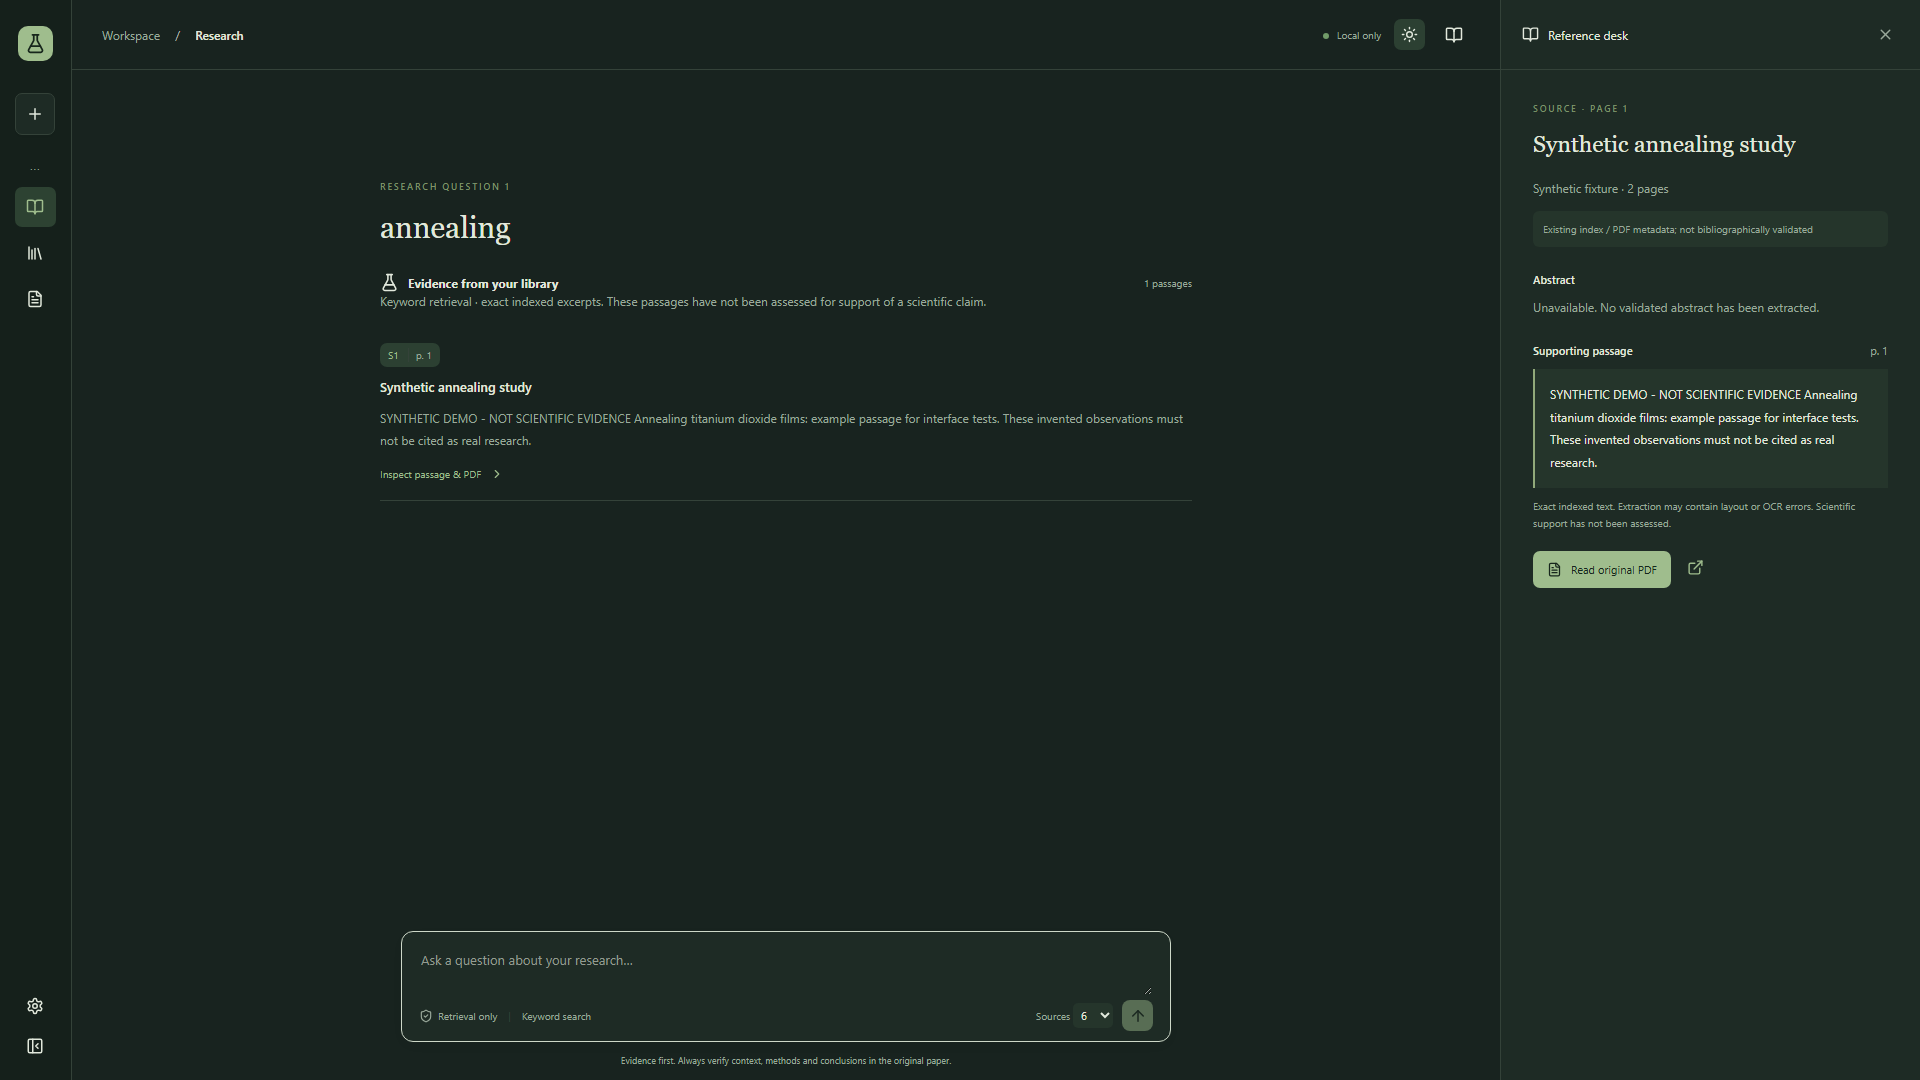 Workspace / Research
Local only
Reference desk
...
RESEARCH QUESTION 1
annealing
Evidence from your library
1 passages
Keyword retrieval · exact indexed excerpts. These passages have not been assessed for support of a scientific claim.
S1 p. 1
Synthetic annealing study
SYNTHETIC DEMO - NOT SCIENTIFIC EVIDENCE Annealing titanium dioxide films: example passage for interface tests. These invented observations must
not be cited as real research.
Inspect passage & PDF
Ask a question about your research...
Retrieval only
Keyword search
Sources 6
Evidence first. Always verify context, methods and conclusions in the original paper.
SOURCE · PAGE 1
Synthetic annealing study
Synthetic fixture · 2 pages
Existing index / PDF metadata; not bibliographically validated
Abstract
Unavailable. No validated abstract has been extracted.
Supporting passage p. 1
SYNTHETIC DEMO - NOT SCIENTIFIC EVIDENCE Annealing
titanium dioxide films: example passage for interface tests.
These invented observations must not be cited as real
research.
Exact indexed text. Extraction may contain layout or OCR errors. Scientific
support has not been assessed.
Read original PDF